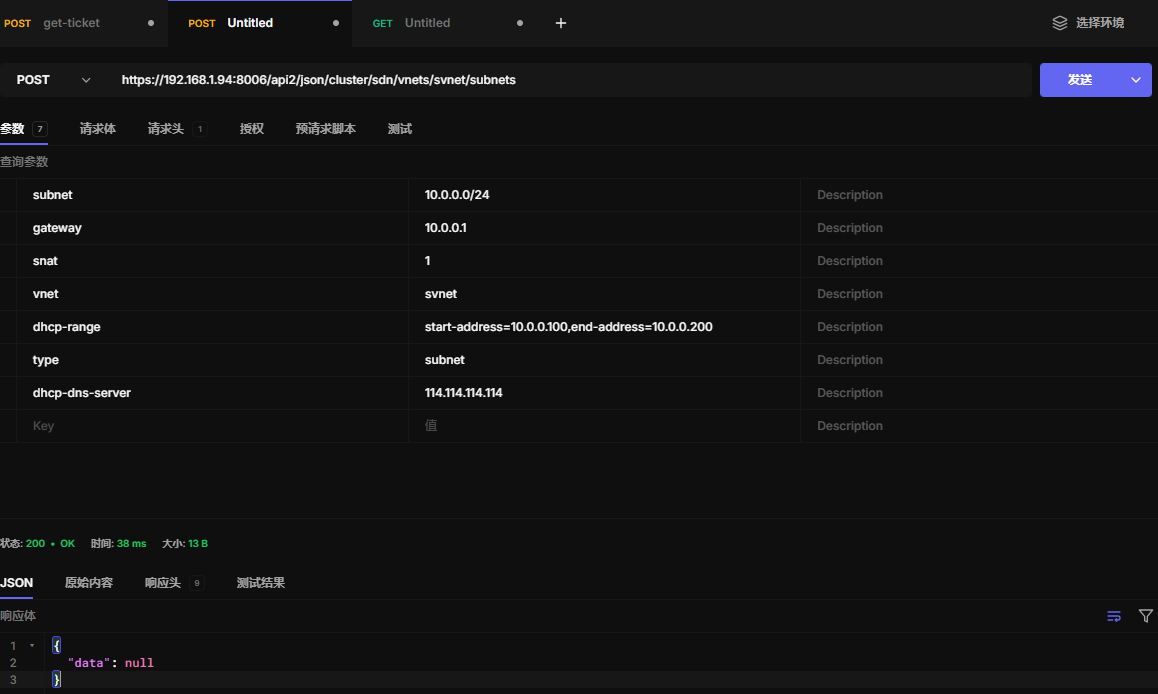 POST get-ticket POST Untitled GET Untitled + 选择环境
POST https://192.168.1.94:8006/api2/json/cluster/sdn/vnets/svnet/subnets 发送
参数 7 请求体 请求头 1 授权 预请求脚本 测试
查询参数
subnet 10.0.0.0/24 Description
gateway 10.0.0.1 Description
snat 1 Description
vnet svnet Description
dhcp-range start-address=10.0.0.100,end-address=10.0.0.200 Description
type subnet Description
dhcp-dns-server 114.114.114.114 Description
Key 值 Description
状态: 200 • OK 时间: 38 ms 大小: 13 B
JSON 原始内容 响应头 9 测试结果
响应体
1 {
2 "data": null
3 }